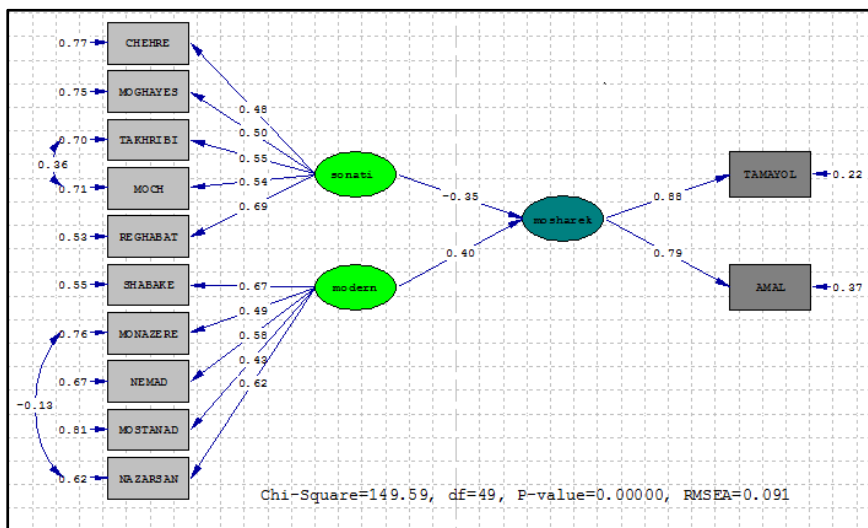 0.77 CHEHRE
0.48
0.75 MOGHAYES
0.50
0.70 TAKHRIBI
0.55
0.36
0.71 MOCH
0.54
0.53 REGHABAT
0.69
sonati
-0.35
mosharek
0.88
TAMAYOL 0.22
0.79
AMAL 0.37
0.40
modern
0.55 SHABAKE
0.67
0.76 MONAZERE
0.49
0.67 NEMAD
0.58
-0.13
0.81 MOSTANAD
0.43
0.62 NAZARSAN
0.62
Chi-Square=149.59, df=49, P-value=0.00000, RMSEA=0.091